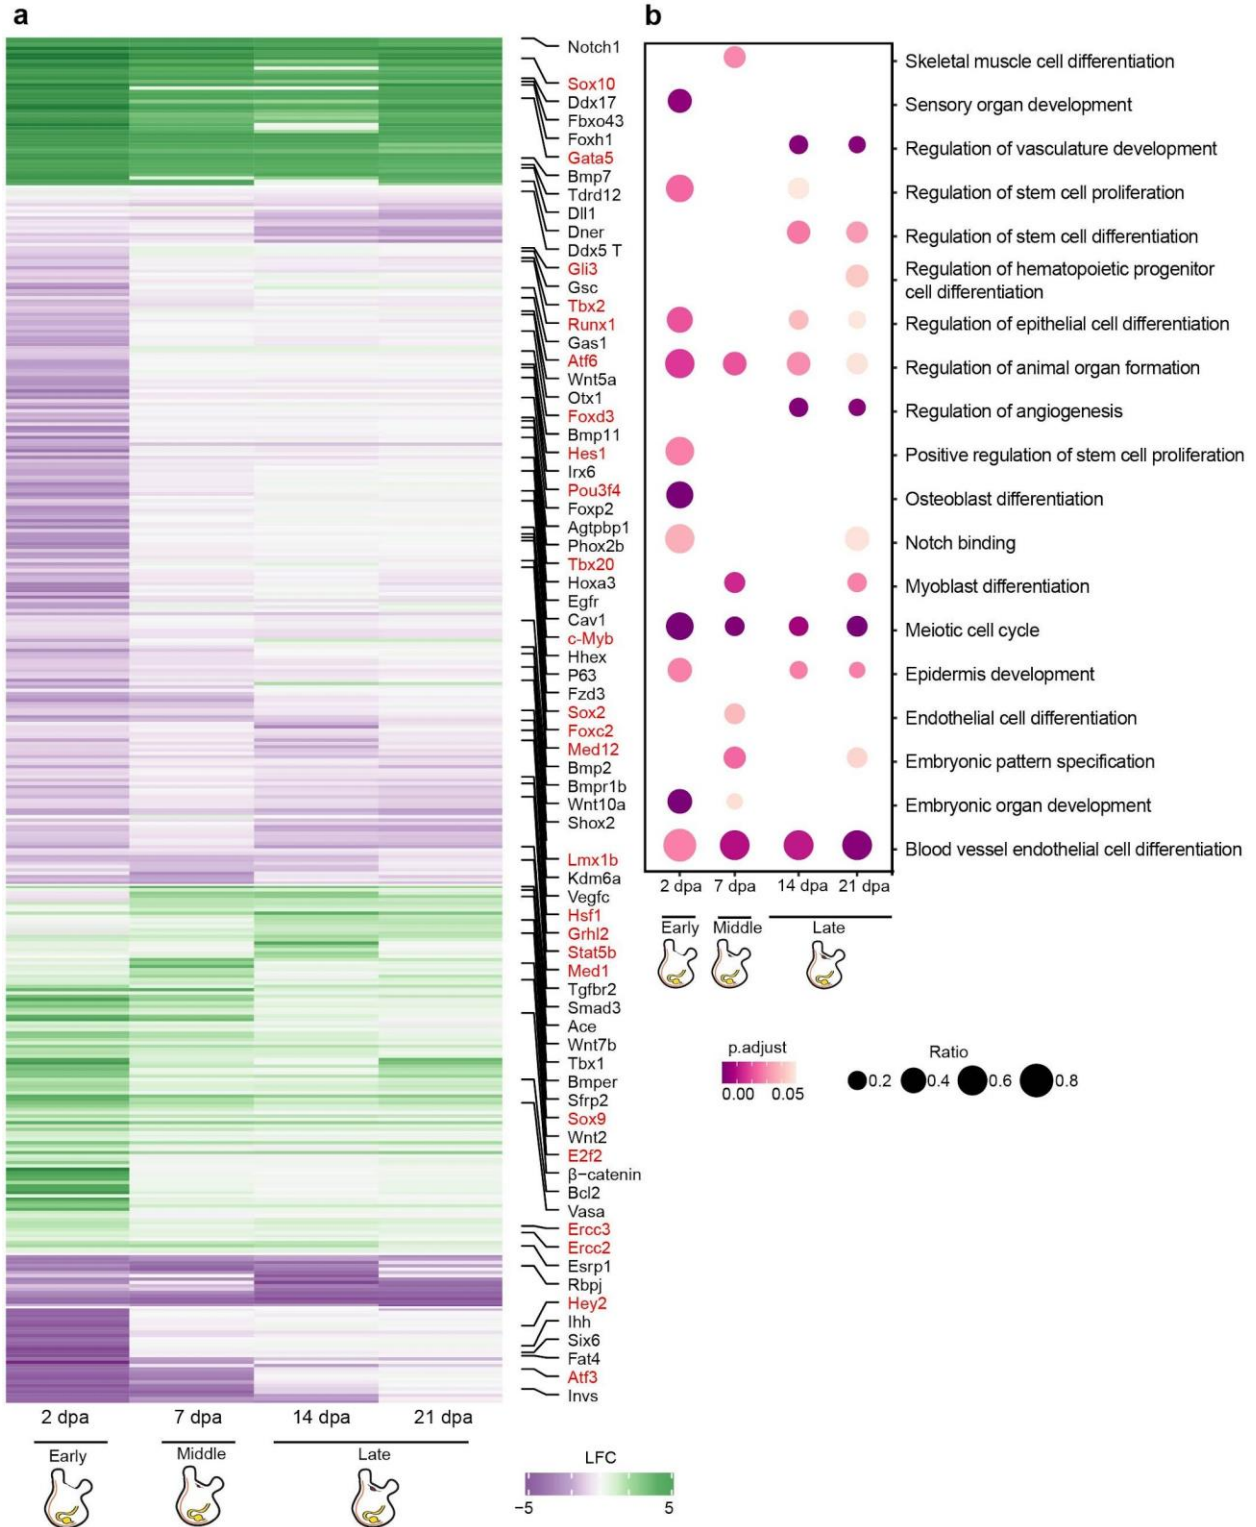 a
Notch1
Sox10
Ddx17
Fbxo43
Foxh1
Gata5
Bmp7
Tdrd12
Dll1
Dner
Ddx5 T
Gli3
Gsc
Tbx2
Runx1
Gas1
Atf6
Wnt5a
Otx1
Foxd3
Bmp11
Hes1
Irx6
Pou3f4
Foxp2
Agtpbp1
Phox2b
Tbx20
Hoxa3
Egfr
Cav1
c-Myb
Hhex
P63
Fzd3
Sox2
Foxc2
Med12
Bmp2
Bmpr1b
Wnt10a
Shox2
Lmx1b
Kdm6a
Vegfc
Hsf1
Grhl2
Stat5b
Med1
Tgfbr2
Smad3
Ace
Wnt7b
Tbx1
Bmper
Sfrp2
Sox9
Wnt2
E2f2
β−catenin
Bcl2
Vasa
Ercc3
Ercc2
Esrp1
Rbpj
Hey2
Ihh
Six6
Fat4
Atf3
Invs
2 dpa 7 dpa 14 dpa 21 dpa
Early Middle Late
LFC
−5 5
b
Skeletal muscle cell differentiation
Sensory organ development
Regulation of vasculature development
Regulation of stem cell proliferation
Regulation of stem cell differentiation
Regulation of hematopoietic progenitor
cell differentiation
Regulation of epithelial cell differentiation
Regulation of animal organ formation
Regulation of angiogenesis
Positive regulation of stem cell proliferation
Osteoblast differentiation
Notch binding
Myoblast differentiation
Meiotic cell cycle
Epidermis development
Endothelial cell differentiation
Embryonic pattern specification
Embryonic organ development
Blood vessel endothelial cell differentiation
2 dpa 7 dpa 14 dpa 21 dpa
Early Middle Late
p.adjust
0.00 0.05
Ratio
0.2 0.4 0.6 0.8